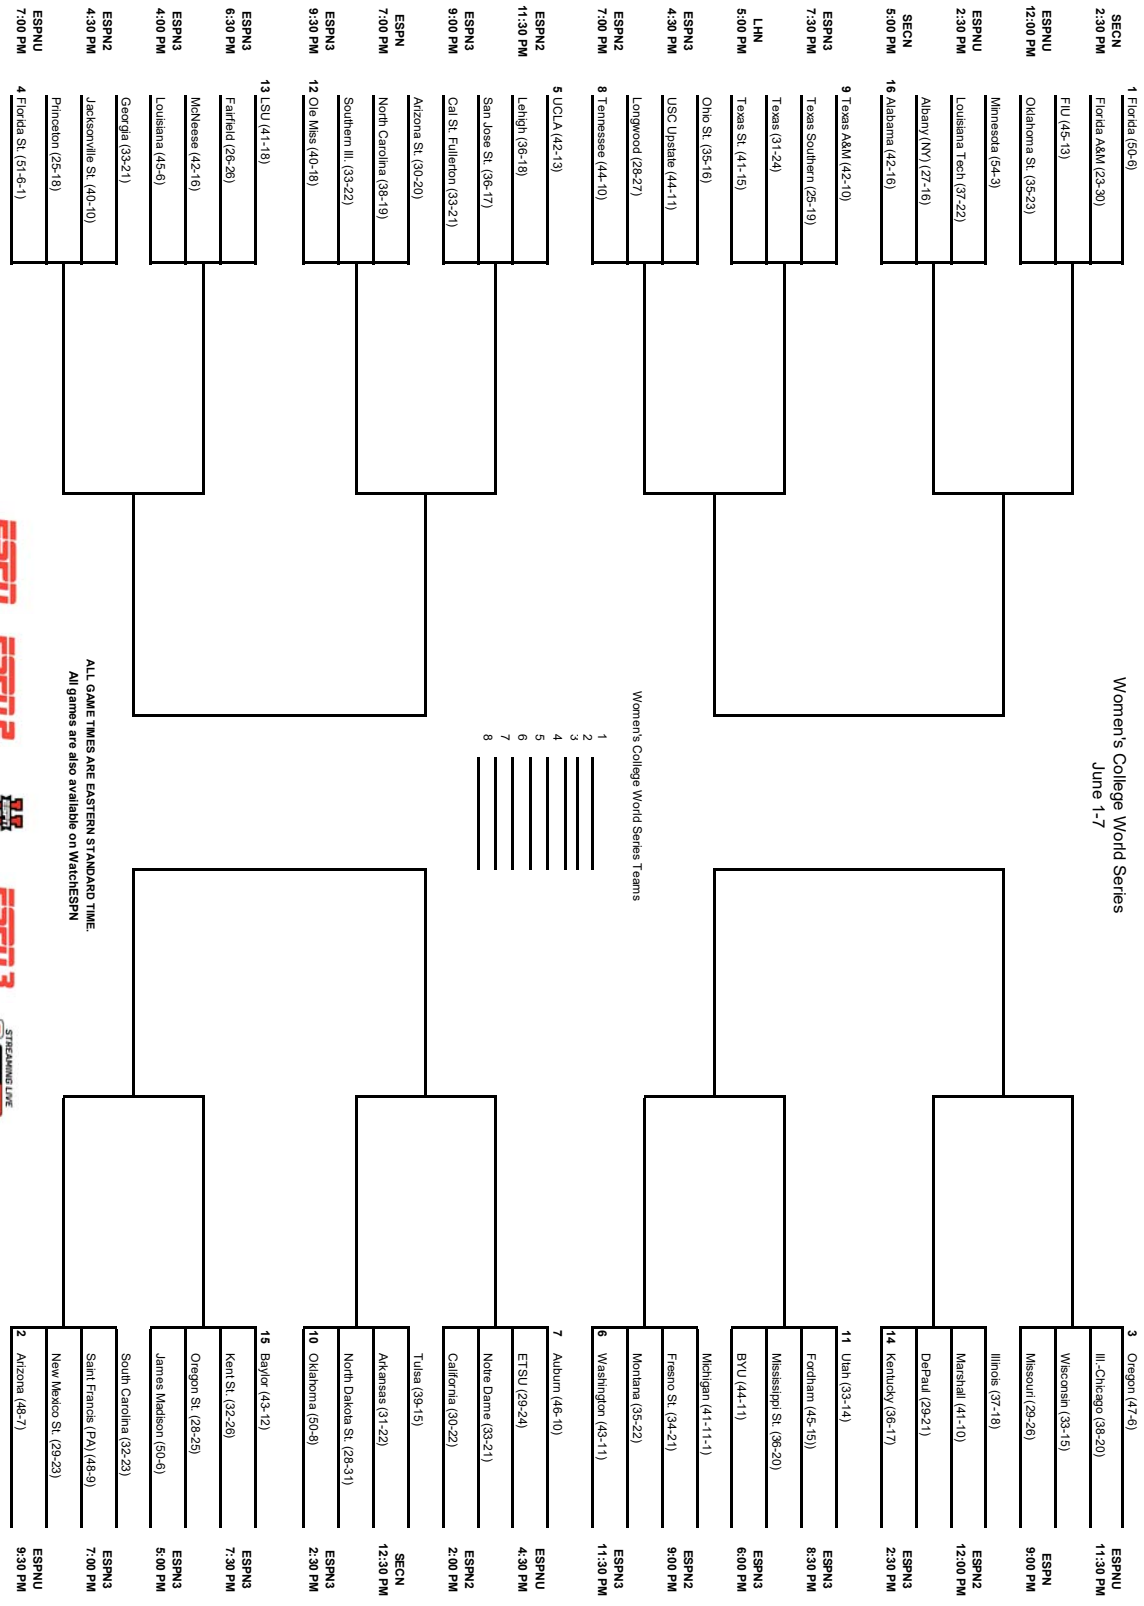 Women's College World Series
June 1-7
SECN
2:30 PM
1 Florida (50-6)
Florida A&M (23-30)
ESPNU
12:00 PM
FIU (45-13)
Oklahoma St. (35-23)
ESPNU
2:30 PM
Minnesota (54-3)
Louisiana Tech (37-22)
SECN
5:00 PM
Albany (NY) (27-16)
16 Alabama (42-16)
ESPN3
7:30 PM
9 Texas A&M (42-10)
Texas Southern (25-19)
LHN
5:00 PM
Texas (31-24)
Texas St. (41-15)
ESPN3
4:30 PM
Ohio St. (35-16)
USC Upstate (44-11)
ESPN2
7:00 PM
Longwood (28-27)
8 Tennessee (44-10)
ESPN2
11:30 PM
5 UCLA (42-13)
Lehigh (36-18)
ESPN3
9:00 PM
San Jose St. (36-17)
Cal St. Fullerton (33-21)
ESPN
7:00 PM
Arizona St. (30-20)
North Carolina (38-19)
ESPN3
9:30 PM
Southern Ill. (33-22)
12 Ole Miss (40-18)
ESPN3
6:30 PM
13 LSU (41-18)
Fairfield (26-26)
ESPN3
4:00 PM
McNeese (42-16)
Louisiana (45-6)
ESPN2
4:30 PM
Georgia (33-21)
Jacksonville St. (40-10)
ESPNU
7:00 PM
Princeton (25-18)
4 Florida St. (51-6-1)
Women's College World Series Teams
1
2
3
4
5
6
7
8
3 Oregon (47-6)
Ill.-Chicago (38-20)
ESPNU
11:30 PM
Wisconsin (33-15)
Missouri (29-26)
ESPN
9:00 PM
Illinois (37-18)
Marshall (41-10)
ESPN2
12:00 PM
DePaul (29-21)
14 Kentucky (36-17)
ESPN3
2:30 PM
11 Utah (33-14)
Fordham (45-15))
ESPN3
8:30 PM
Mississippi St. (36-20)
BYU (44-11)
ESPN3
6:00 PM
Michigan (41-11-1)
Fresno St. (34-21)
ESPN2
9:00 PM
Montana (35-22)
6 Washington (43-11)
ESPN3
11:30 PM
7 Auburn (46-10)
ETSU (29-24)
ESPNU
4:30 PM
Notre Dame (33-21)
California (30-22)
ESPN2
2:00 PM
Tulsa (39-15)
Arkansas (31-22)
SECN
12:30 PM
North Dakota St. (28-31)
10 Oklahoma (50-8)
ESPN3
2:30 PM
15 Baylor (43-12)
Kent St. (32-26)
ESPN3
7:30 PM
Oregon St. (28-25)
James Madison (50-6)
ESPN3
5:00 PM
South Carolina (32-23)
Saint Francis (PA) (48-9)
ESPN3
7:00 PM
New Mexico St. (29-23)
2 Arizona (48-7)
ESPNU
9:30 PM
ALL GAME TIMES ARE EASTERN STANDARD TIME.
All games are also available on WatchESPN
ESPN ESPN2 U ESPN3 STREAMING LIVE